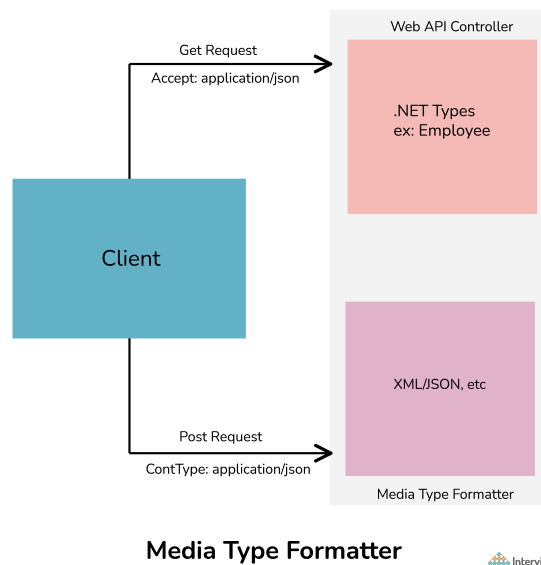 Web API Controller
Get Request
Accept: application/json
.NET Types
ex: Employee
Client
XML/JSON, etc
Post Request
ContType: application/json
Media Type Formatter
Media Type Formatter